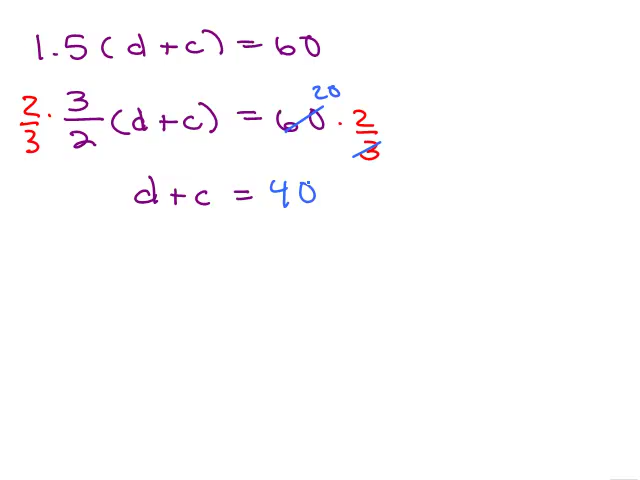 1.5(d+c)=60
2/3 · 3/2 (d+c) = 60 20 · 2/3
d+c = 40